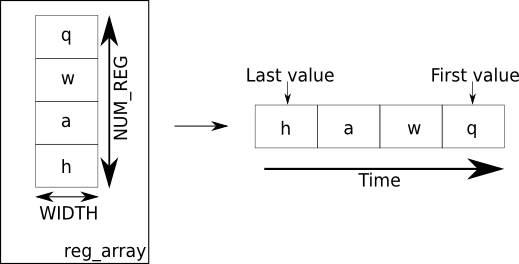 q
w
a
h
NUM_REG
WIDTH
reg_array
Last value
First value
h a w q
Time